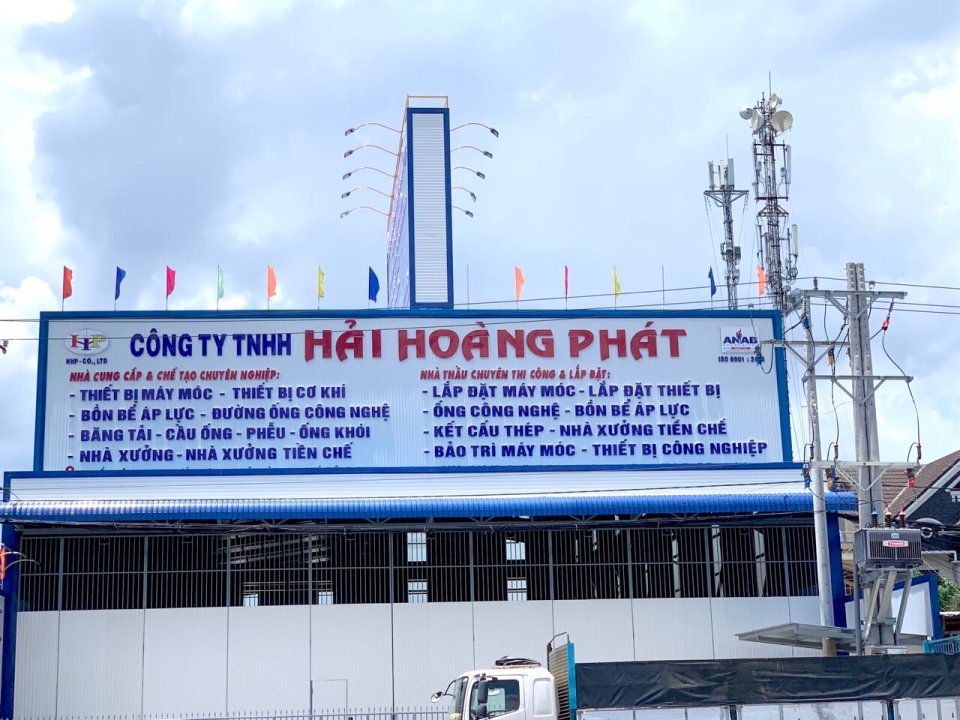 HHP
HHP - CO., LTD
CÔNG TY TNHH HẢI HOÀNG PHÁT
ANAB
ISO 9001 :
NHÀ CUNG CẤP & CHẾ TẠO CHUYÊN NGHIỆP:
- THIẾT BỊ MÁY MÓC - THIẾT BỊ CƠ KHÍ
- BỒN BỂ ÁP LỰC - ĐƯỜNG ỐNG CÔNG NGHỆ
- BĂNG TẢI - CẦU ỐNG - PHỄU - ỐNG KHÓI
- NHÀ XƯỞNG - NHÀ XƯỞNG TIỀN CHẾ
NHÀ THẦU CHUYÊN THI CÔNG & LẮP ĐẶT:
- LẮP ĐẶT MÁY MÓC - LẮP ĐẶT THIẾT BỊ
- ỐNG CÔNG NGHỆ - BỒN BỂ ÁP LỰC
- KẾT CẤU THÉP - NHÀ XƯỞNG TIỀN CHẾ
- BẢO TRÌ MÁY MÓC - THIẾT BỊ CÔNG NGHIỆP